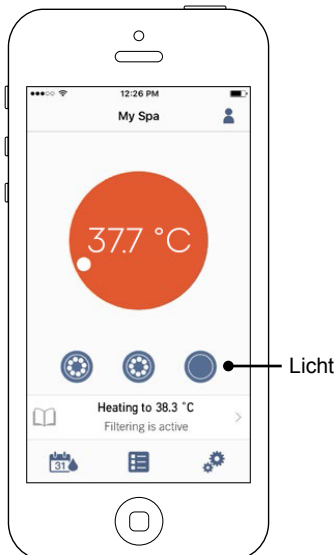 12:26 PM
My Spa
37.7 °C
Licht
Heating to 38.3 °C
Filtering is active
31